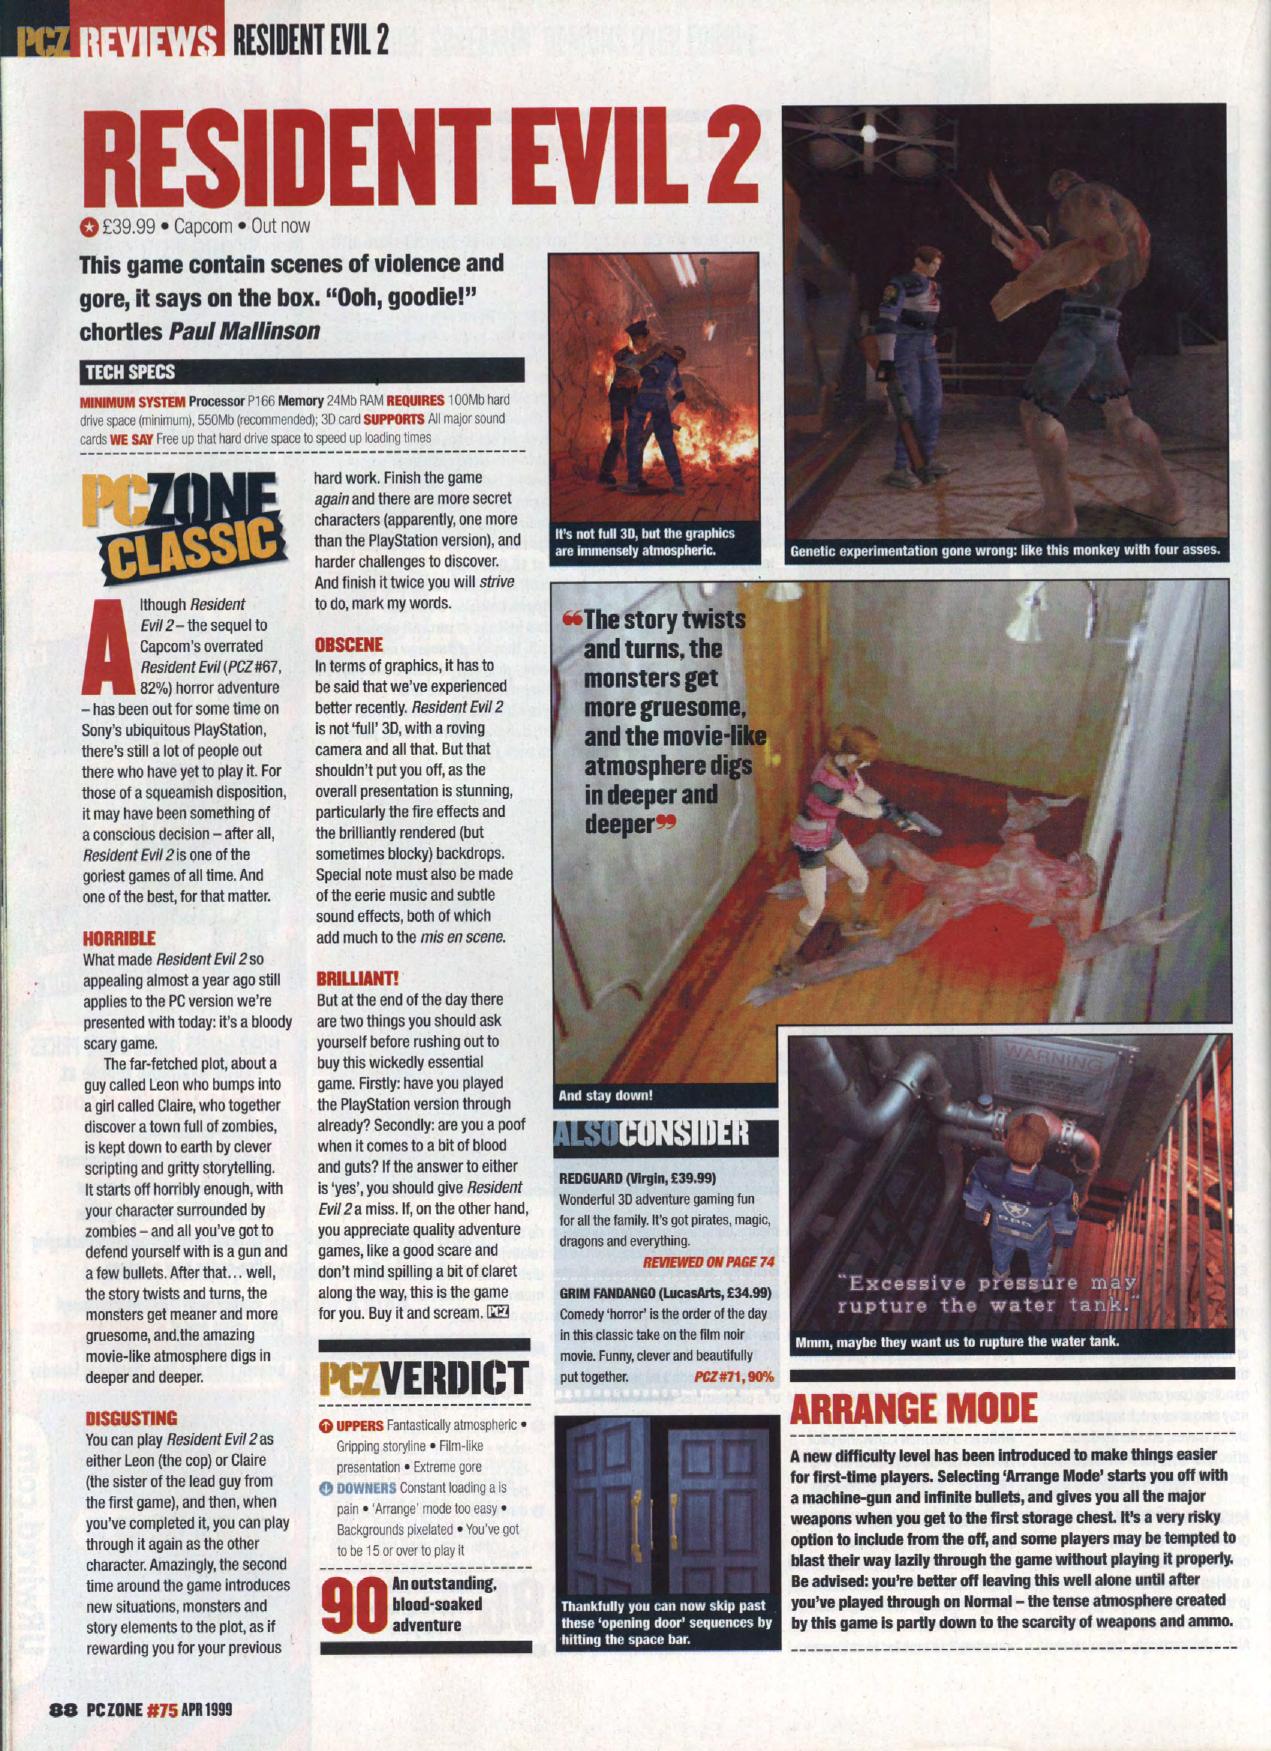 PCZ REVIEWS RESIDENT EVIL 2
RESIDENT EVIL 2
£39.99 • Capcom • Out now
This game contain scenes of violence and
gore, it says on the box. “Ooh, goodie!”
chortles Paul Mallinson
TECH SPECS
MINIMUM SYSTEM Processor P166 Memory 24Mb RAM REQUIRES 100Mb hard
drive space (minimum), 550Mb (recommended); 3D card SUPPORTS All major sound
cards WE SAY Free up that hard drive space to speed up loading times
PCZONE
CLASSIC
Although Resident
Evil 2 – the sequel to
Capcom's overrated
Resident Evil (PCZ #67,
82%) horror adventure
– has been out for some time on
Sony's ubiquitous PlayStation,
there's still a lot of people out
there who have yet to play it. For
those of a squeamish disposition,
it may have been something of
a conscious decision – after all,
Resident Evil 2 is one of the
goriest games of all time. And
one of the best, for that matter.
HORRIBLE
What made Resident Evil 2 so
appealing almost a year ago still
applies to the PC version we're
presented with today: it's a bloody
scary game.
The far-fetched plot, about a
guy called Leon who bumps into
a girl called Claire, who together
discover a town full of zombies,
is kept down to earth by clever
scripting and gritty storytelling.
It starts off horribly enough, with
your character surrounded by
zombies – and all you've got to
defend yourself with is a gun and
a few bullets. After that... well,
the story twists and turns, the
monsters get meaner and more
gruesome, and.the amazing
movie-like atmosphere digs in
deeper and deeper.
DISGUSTING
You can play Resident Evil 2 as
either Leon (the cop) or Claire
(the sister of the lead guy from
the first game), and then, when
you've completed it, you can play
through it again as the other
character. Amazingly, the second
time around the game introduces
new situations, monsters and
story elements to the plot, as if
rewarding you for your previous
hard work. Finish the game
again and there are more secret
characters (apparently, one more
than the PlayStation version), and
harder challenges to discover.
And finish it twice you will strive
to do, mark my words.
OBSCENE
In terms of graphics, it has to
be said that we've experienced
better recently. Resident Evil 2
is not 'full' 3D, with a roving
camera and all that. But that
shouldn't put you off, as the
overall presentation is stunning,
particularly the fire effects and
the brilliantly rendered (but
sometimes blocky) backdrops.
Special note must also be made
of the eerie music and subtle
sound effects, both of which
add much to the mis en scene.
BRILLIANT!
But at the end of the day there
are two things you should ask
yourself before rushing out to
buy this wickedly essential
game. Firstly: have you played
the PlayStation version through
already? Secondly: are you a poof
when it comes to a bit of blood
and guts? If the answer to either
is 'yes', you should give Resident
Evil 2 a miss. If, on the other hand,
you appreciate quality adventure
games, like a good scare and
don't mind spilling a bit of claret
along the way, this is the game
for you. Buy it and scream. PCZ
PCZVERDICT
UPPERS Fantastically atmospheric •
Gripping storyline • Film-like
presentation • Extreme gore
DOWNERS Constant loading a is
pain • 'Arrange' mode too easy •
Backgrounds pixelated • You've got
to be 15 or over to play it
90 An outstanding,
blood-soaked
adventure
It's not full 3D, but the graphics
are immensely atmospheric.
Genetic experimentation gone wrong: like this monkey with four asses.
“The story twists
and turns, the
monsters get
more gruesome,
and the movie-like
atmosphere digs
in deeper and
deeper”
And stay down!
ALSOCONSIDER
REDGUARD (Virgin, £39.99)
Wonderful 3D adventure gaming fun
for all the family. It's got pirates, magic,
dragons and everything.
REVIEWED ON PAGE 74
GRIM FANDANGO (LucasArts, £34.99)
Comedy 'horror' is the order of the day
in this classic take on the film noir
movie. Funny, clever and beautifully
put together. PCZ #71, 90%
Thankfully you can now skip past
these 'opening door' sequences by
hitting the space bar.
WARNING
"Excessive pressure may
rupture the water tank."
Mmm, maybe they want us to rupture the water tank.
ARRANGE MODE
A new difficulty level has been introduced to make things easier
for first-time players. Selecting 'Arrange Mode' starts you off with
a machine-gun and infinite bullets, and gives you all the major
weapons when you get to the first storage chest. It's a very risky
option to include from the off, and some players may be tempted to
blast their way lazily through the game without playing it properly.
Be advised: you're better off leaving this well alone until after
you've played through on Normal – the tense atmosphere created
by this game is partly down to the scarcity of weapons and ammo.
88 PC ZONE #75 APR 1999